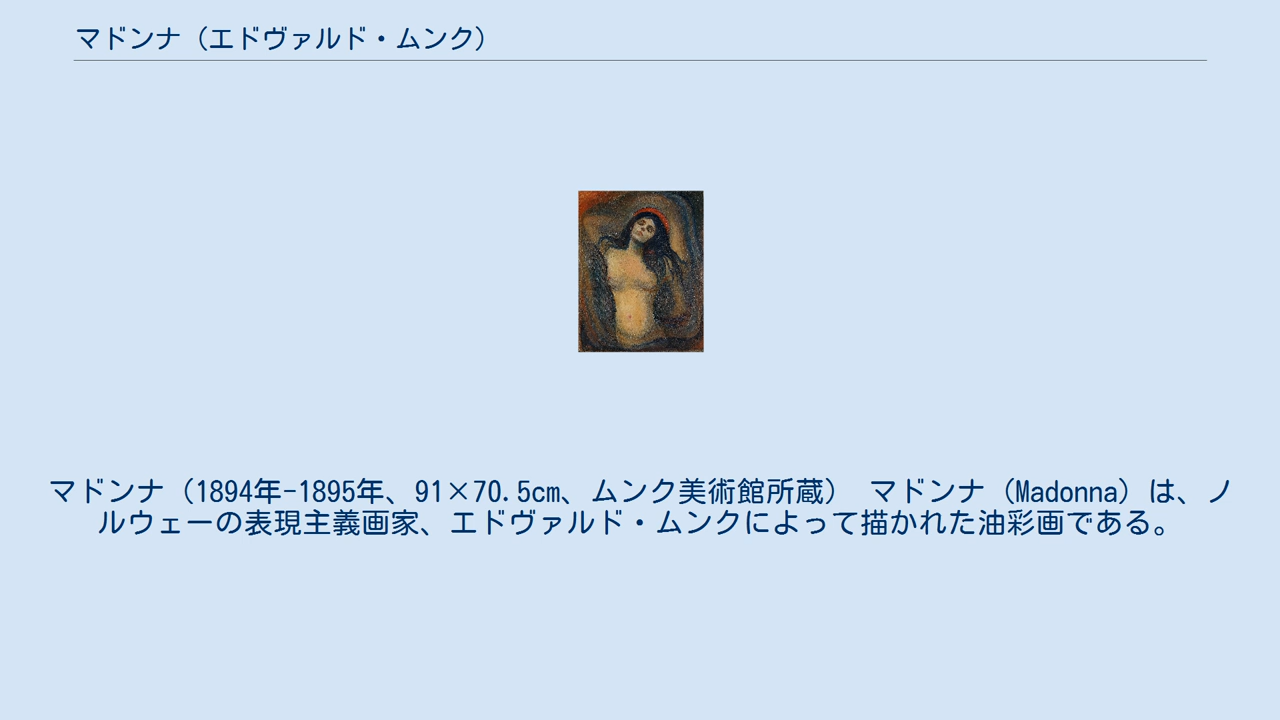 マドンナ（エドヴァルド・ムンク）
マドンナ（1894年-1895年、91×70.5cm、ムンク美術館所蔵） マドンナ（Madonna）は、ノ
ルウェーの表現主義画家、エドヴァルド・ムンクによって描かれた油彩画である。